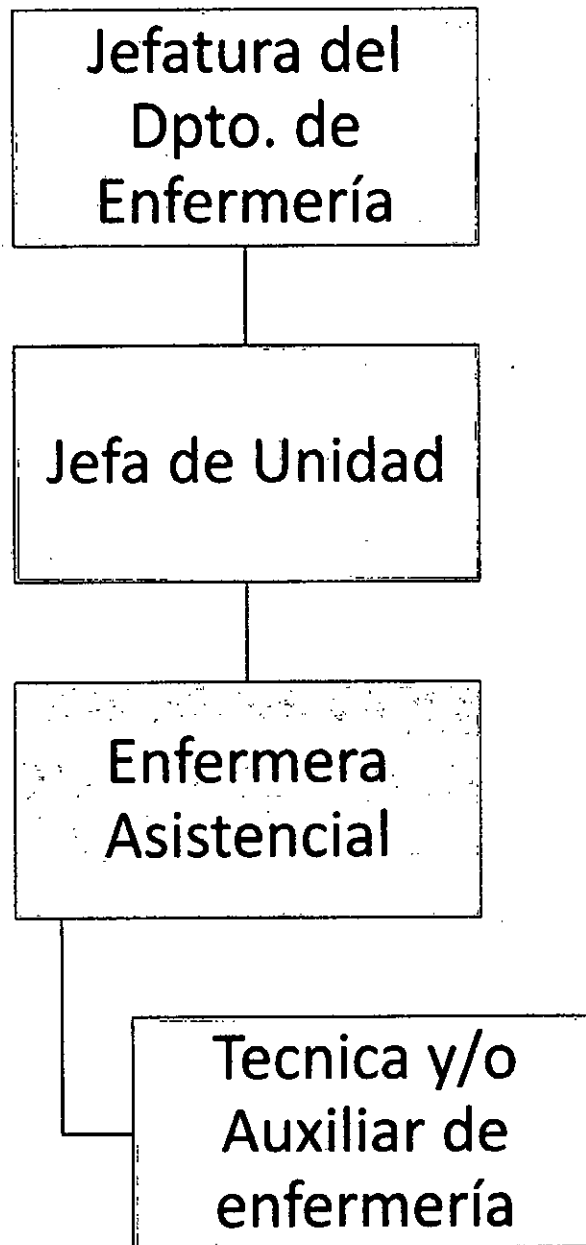 Jefatura del
Dpto. de
Enfermería
Jefa de Unidad
Enfermera
Asistencial
Tecnica y/o
Auxiliar de
enfermería